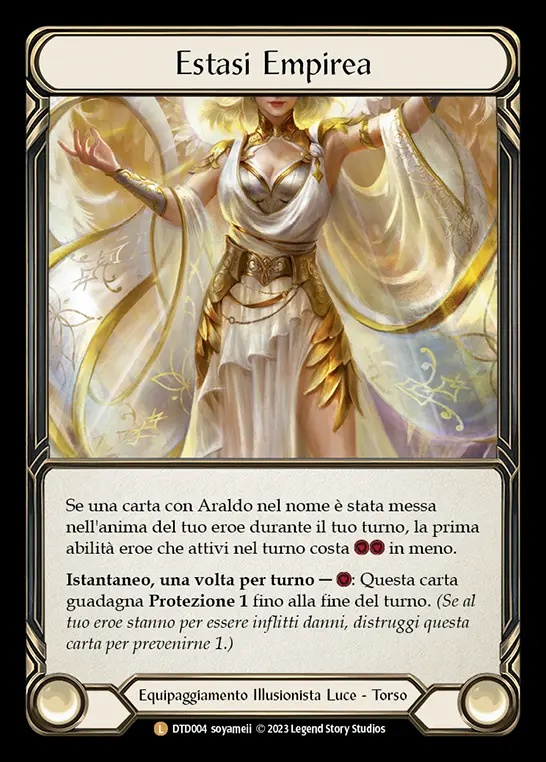 Estasi Empirea
Se una carta con Araldo nel nome è stata messa
nell'anima del tuo eroe durante il tuo turno, la prima
abilità eroe che attivi nel turno costa in meno.
Istantaneo, una volta per turno — : Questa carta
guadagna Protezione 1 fino alla fine del turno. (Se al
tuo eroe stanno per essere inflitti danni, distruggi questa
carta per prevenirne 1.)
Equipaggiamento Illusionista Luce - Torso
L DTD004 soyameii © 2023 Legend Story Studios